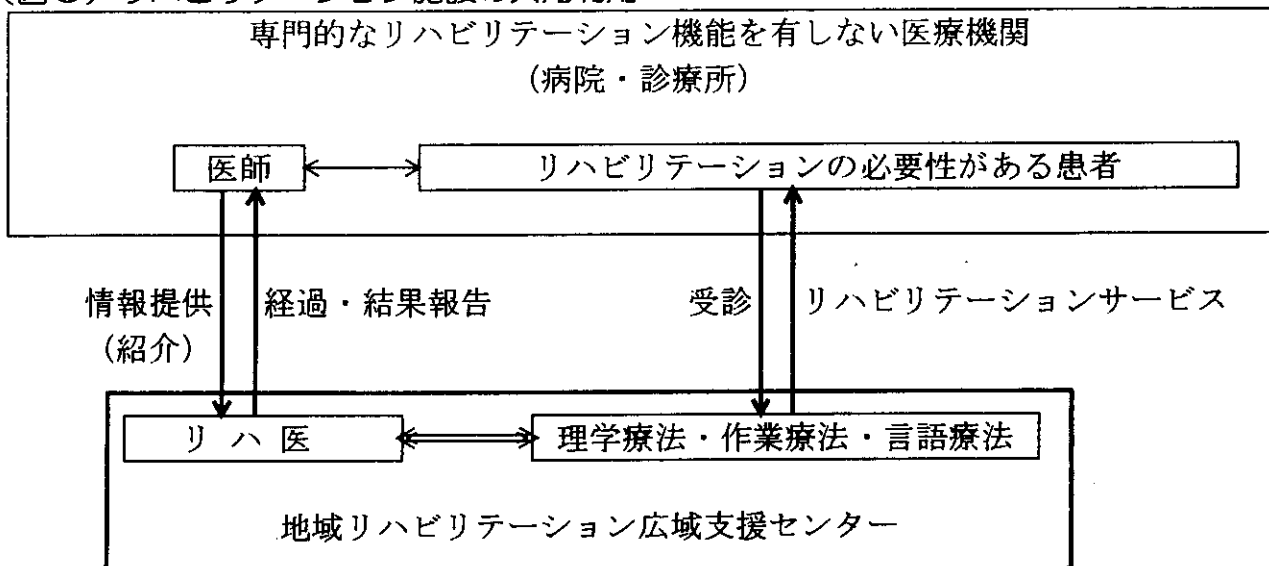 専門的なリハビリテーション機能を有しない医療機関
(病院・診療所)
医師
リハビリテーションの必要性がある患者
情報提供
(紹介)
経過・結果報告
受診
リハビリテーションサービス
リハ医
理学療法・作業療法・言語療法
地域リハビリテーション広域支援センター